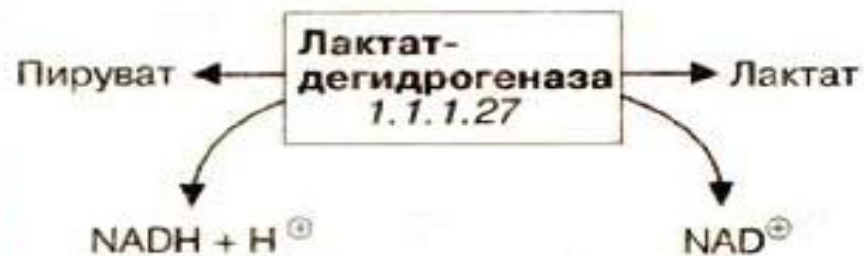 Лактат-
Пируват дегидрогеназа Лактат
1.1.1.27
NADH + H⊕ NAD⊕